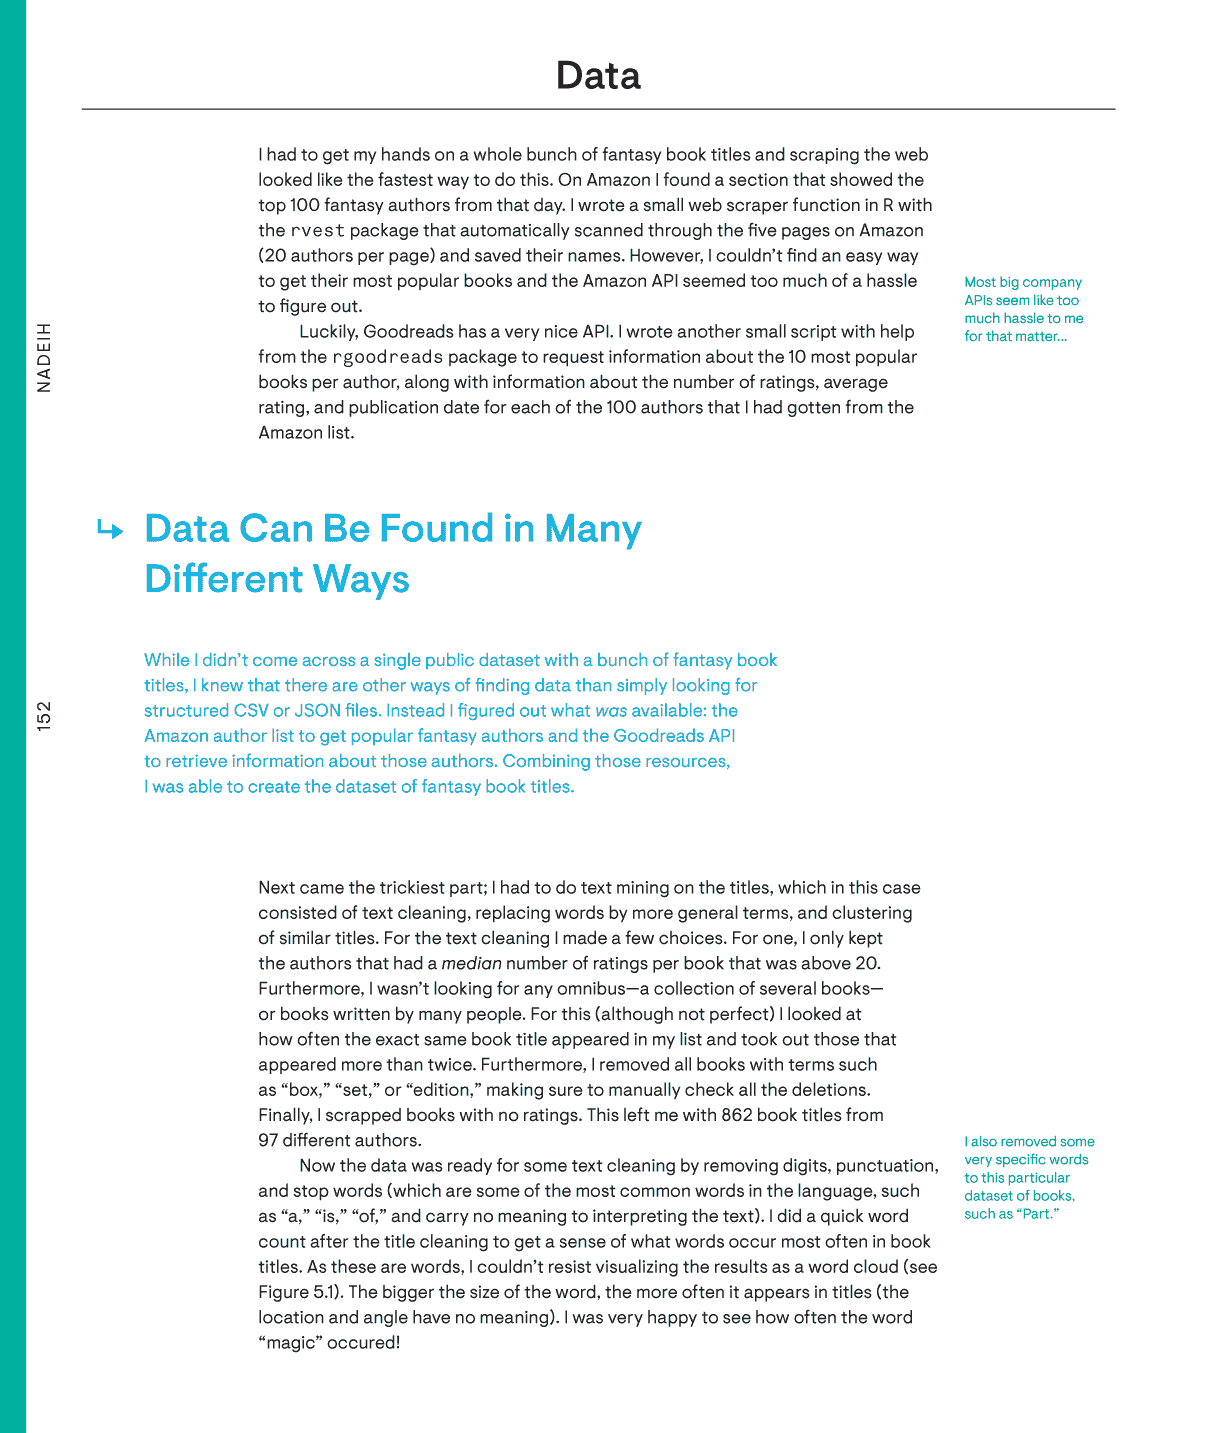 Data
I had to get my hands on a whole bunch of fantasy book titles and scraping the web
looked like the fastest way to do this. On Amazon I found a section that showed the
top 100 fantasy authors from that day. I wrote a small web scraper function in R with
the rvest package that automatically scanned through the five pages on Amazon
(20 authors per page) and saved their names. However, I couldn’t find an easy way
to get their most popular books and the Amazon API seemed too much of a hassle
to figure out.
Most big company
APIs seem like too
much hassle to me
for that matter...
Luckily, Goodreads has a very nice API. I wrote another small script with help
from the rgoodreads package to request information about the 10 most popular
books per author, along with information about the number of ratings, average
rating, and publication date for each of the 100 authors that I had gotten from the
Amazon list.
NADEIH
↳ Data Can Be Found in Many
Different Ways
While I didn’t come across a single public dataset with a bunch of fantasy book
titles, I knew that there are other ways of finding data than simply looking for
structured CSV or JSON files. Instead I figured out what was available: the
Amazon author list to get popular fantasy authors and the Goodreads API
to retrieve information about those authors. Combining those resources,
I was able to create the dataset of fantasy book titles.
152
Next came the trickiest part; I had to do text mining on the titles, which in this case
consisted of text cleaning, replacing words by more general terms, and clustering
of similar titles. For the text cleaning I made a few choices. For one, I only kept
the authors that had a median number of ratings per book that was above 20.
Furthermore, I wasn’t looking for any omnibus—a collection of several books—
or books written by many people. For this (although not perfect) I looked at
how often the exact same book title appeared in my list and took out those that
appeared more than twice. Furthermore, I removed all books with terms such
as “box,” “set,” or “edition,” making sure to manually check all the deletions.
Finally, I scrapped books with no ratings. This left me with 862 book titles from
97 different authors.
Now the data was ready for some text cleaning by removing digits, punctuation,
and stop words (which are some of the most common words in the language, such
as “a,” “is,” “of,” and carry no meaning to interpreting the text). I did a quick word
count after the title cleaning to get a sense of what words occur most often in book
titles. As these are words, I couldn’t resist visualizing the results as a word cloud (see
Figure 5.1). The bigger the size of the word, the more often it appears in titles (the
location and angle have no meaning). I was very happy to see how often the word
“magic” occured!
I also removed some
very specific words
to this particular
dataset of books,
such as “Part.”